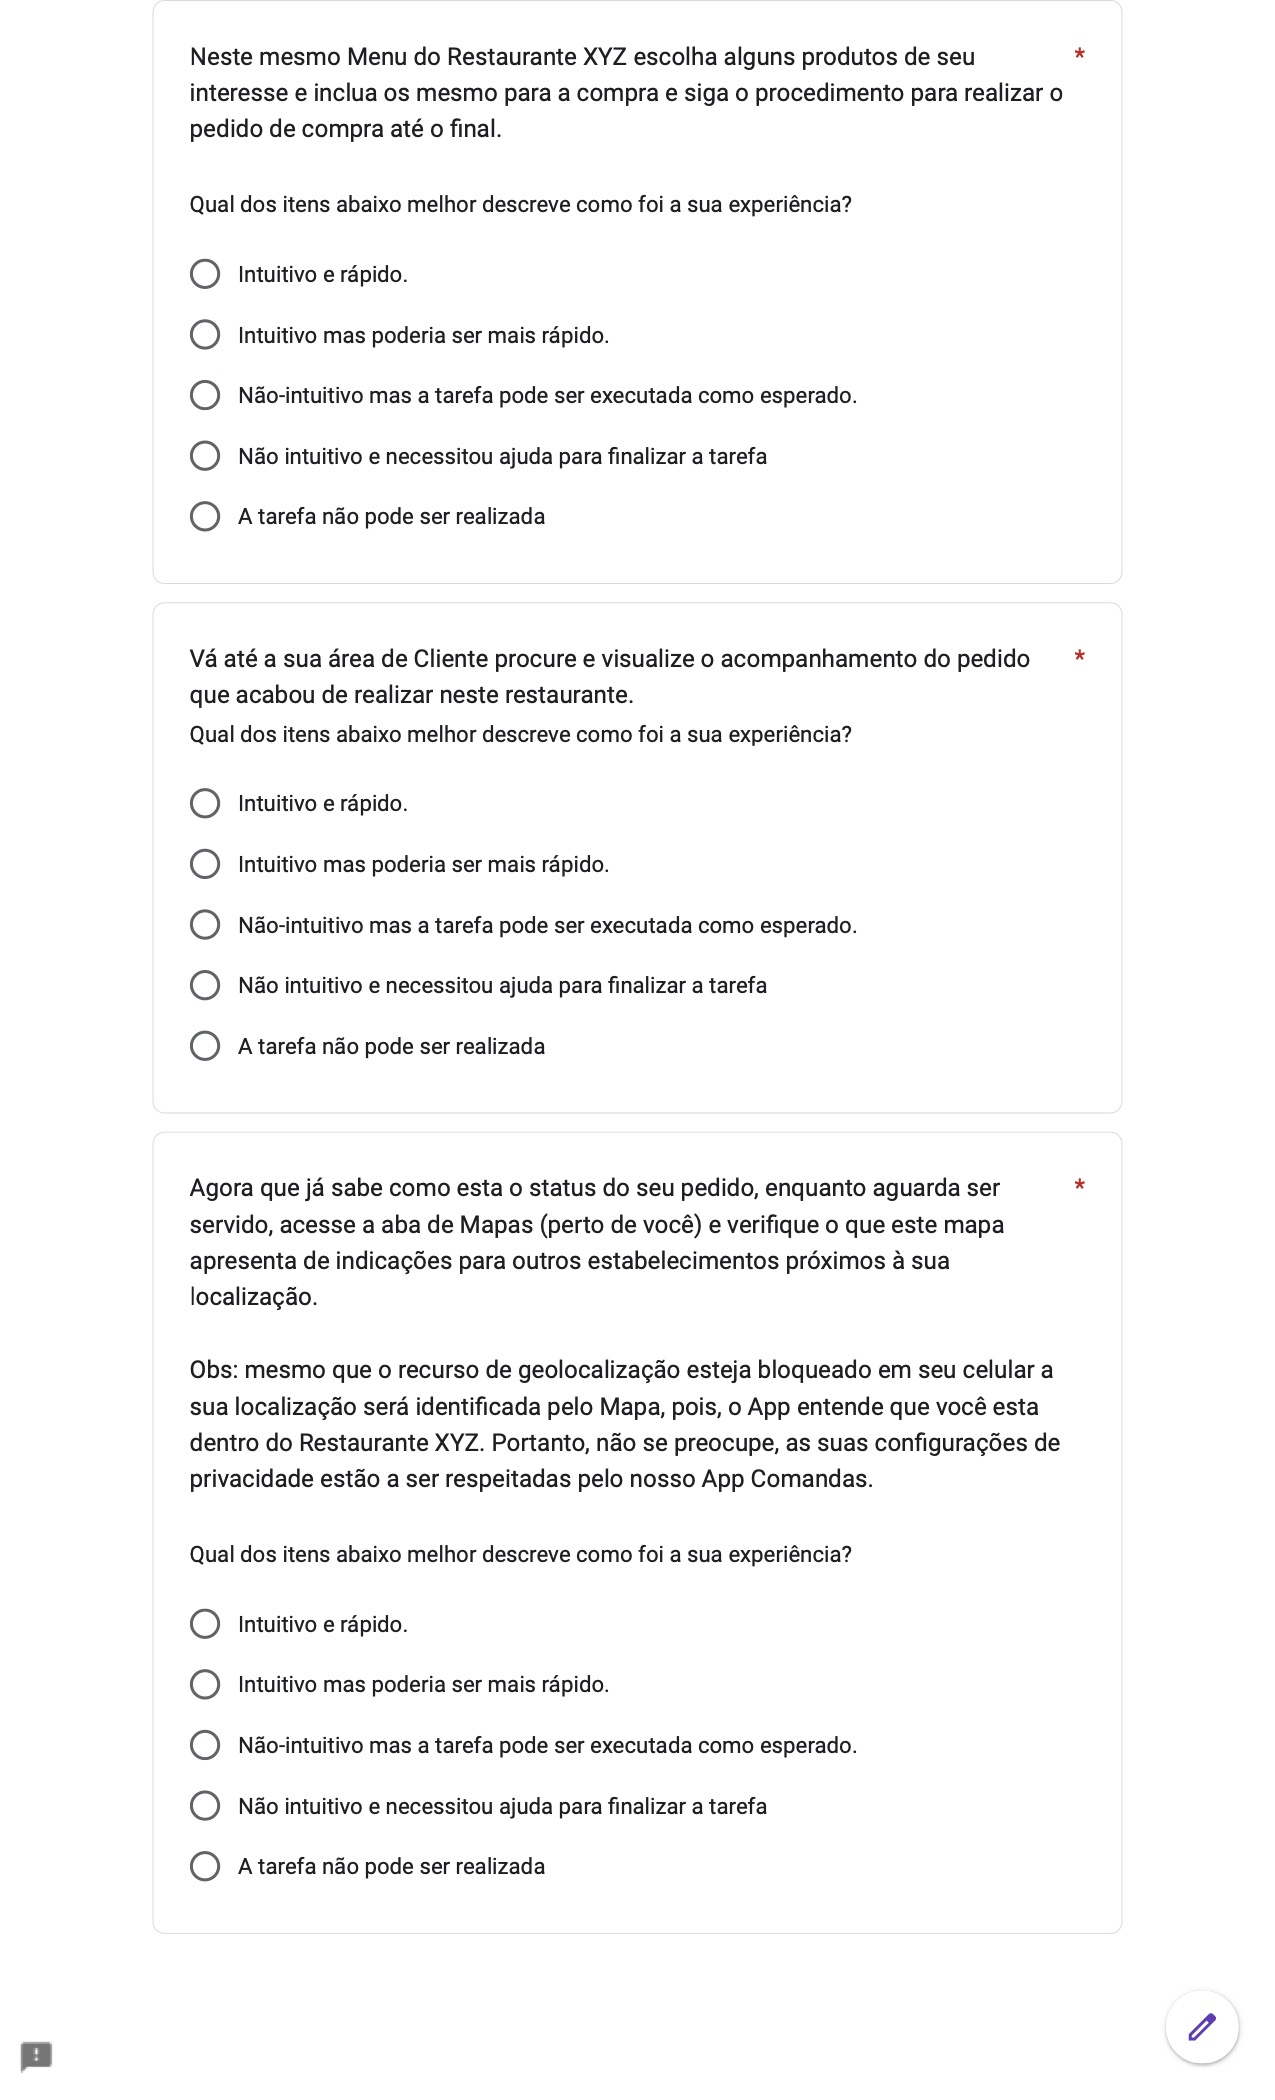 Neste mesmo Menu do Restaurante XYZ escolha alguns produtos de seu *
interesse e inclua os mesmo para a compra e siga o procedimento para realizar o
pedido de compra até o final.
Qual dos itens abaixo melhor descreve como foi a sua experiência?
Intuitivo e rápido.
Intuitivo mas poderia ser mais rápido.
Não-intuitivo mas a tarefa pode ser executada como esperado.
Não intuitivo e necessitou ajuda para finalizar a tarefa
A tarefa não pode ser realizada
Vá até a sua área de Cliente procure e visualize o acompanhamento do pedido *
que acabou de realizar neste restaurante.
Qual dos itens abaixo melhor descreve como foi a sua experiência?
Intuitivo e rápido.
Intuitivo mas poderia ser mais rápido.
Não-intuitivo mas a tarefa pode ser executada como esperado.
Não intuitivo e necessitou ajuda para finalizar a tarefa
A tarefa não pode ser realizada
Agora que já sabe como esta o status do seu pedido, enquanto aguarda ser *
servido, acesse a aba de Mapas (perto de você) e verifique o que este mapa
apresenta de indicações para outros estabelecimentos próximos à sua
localização.
Obs: mesmo que o recurso de geolocalização esteja bloqueado em seu celular a
sua localização será identificada pelo Mapa, pois, o App entende que você esta
dentro do Restaurante XYZ. Portanto, não se preocupe, as suas configurações de
privacidade estão a ser respeitadas pelo nosso App Comandas.
Qual dos itens abaixo melhor descreve como foi a sua experiência?
Intuitivo e rápido.
Intuitivo mas poderia ser mais rápido.
Não-intuitivo mas a tarefa pode ser executada como esperado.
Não intuitivo e necessitou ajuda para finalizar a tarefa
A tarefa não pode ser realizada